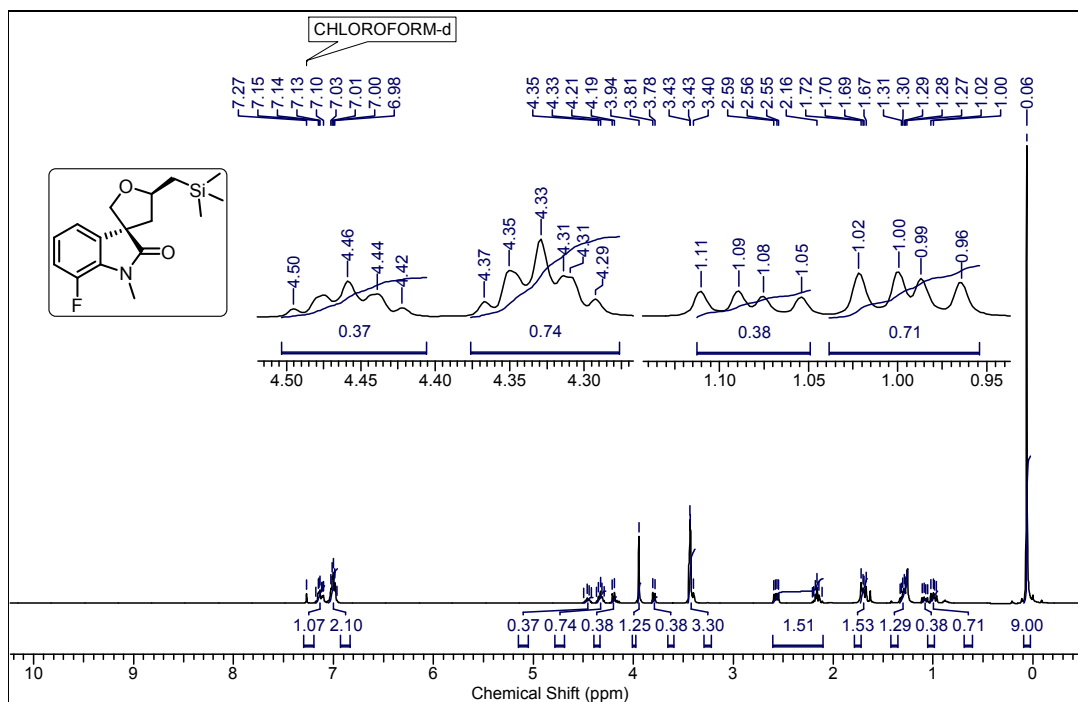 CHLOROFORM-d
7.27 7.15 7.14 7.13 7.10 7.03 7.01 7.00 6.98 4.35 4.33 4.21 4.19 3.94 3.81 3.78 3.43 3.43 3.40 2.59 2.56 2.55 2.16 1.72 1.70 1.69 1.67 1.31 1.30 1.29 1.28 1.27 1.02 1.00 0.06
O
Si
O
N
F
4.50 4.46 4.44 4.42 4.37 4.35 4.33 4.31 4.31 4.29 1.11 1.09 1.08 1.05 1.02 1.00 0.99 0.96
0.37 0.74 0.38 0.71
4.50 4.45 4.40 4.35 4.30 1.10 1.05 1.00 0.95
1.07 2.10 0.37 0.74 0.38 1.25 0.38 3.30 1.51 1.53 1.29 0.38 0.71 9.00
10 9 8 7 6 5 4 3 2 1 0
Chemical Shift (ppm)